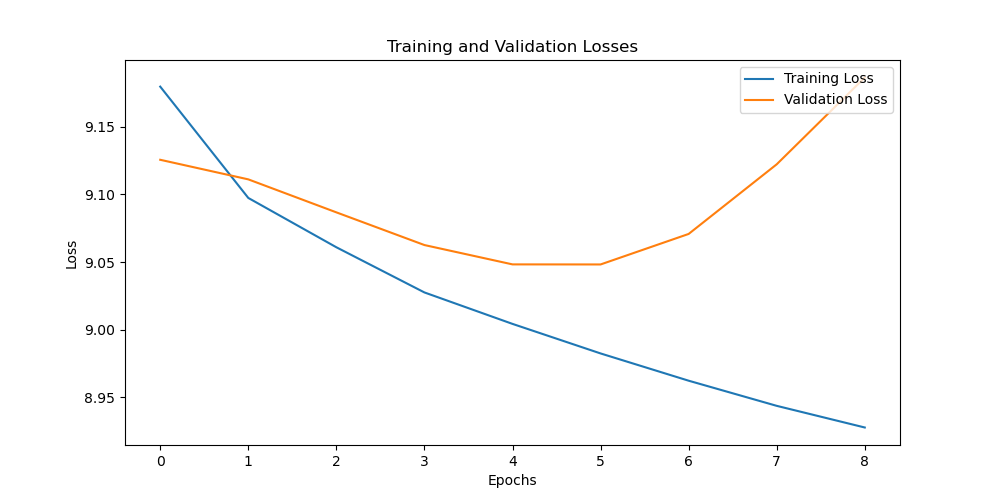 Training and Validation Losses
Training Loss
Validation Loss
9.15
9.10
9.05
9.00
8.95
Loss
0 1 2 3 4 5 6 7 8
Epochs